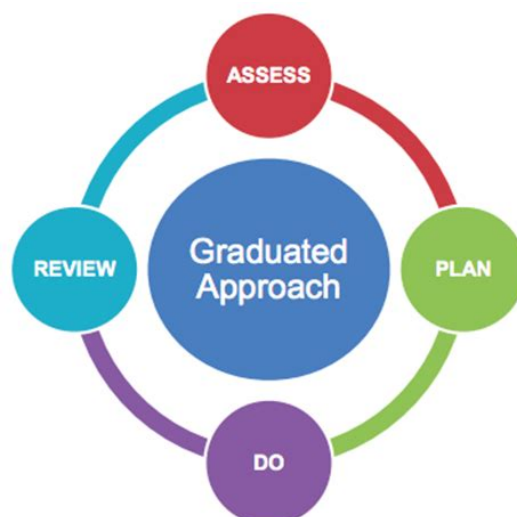 ASSESS
Graduated
Approach
REVIEW
PLAN
DO